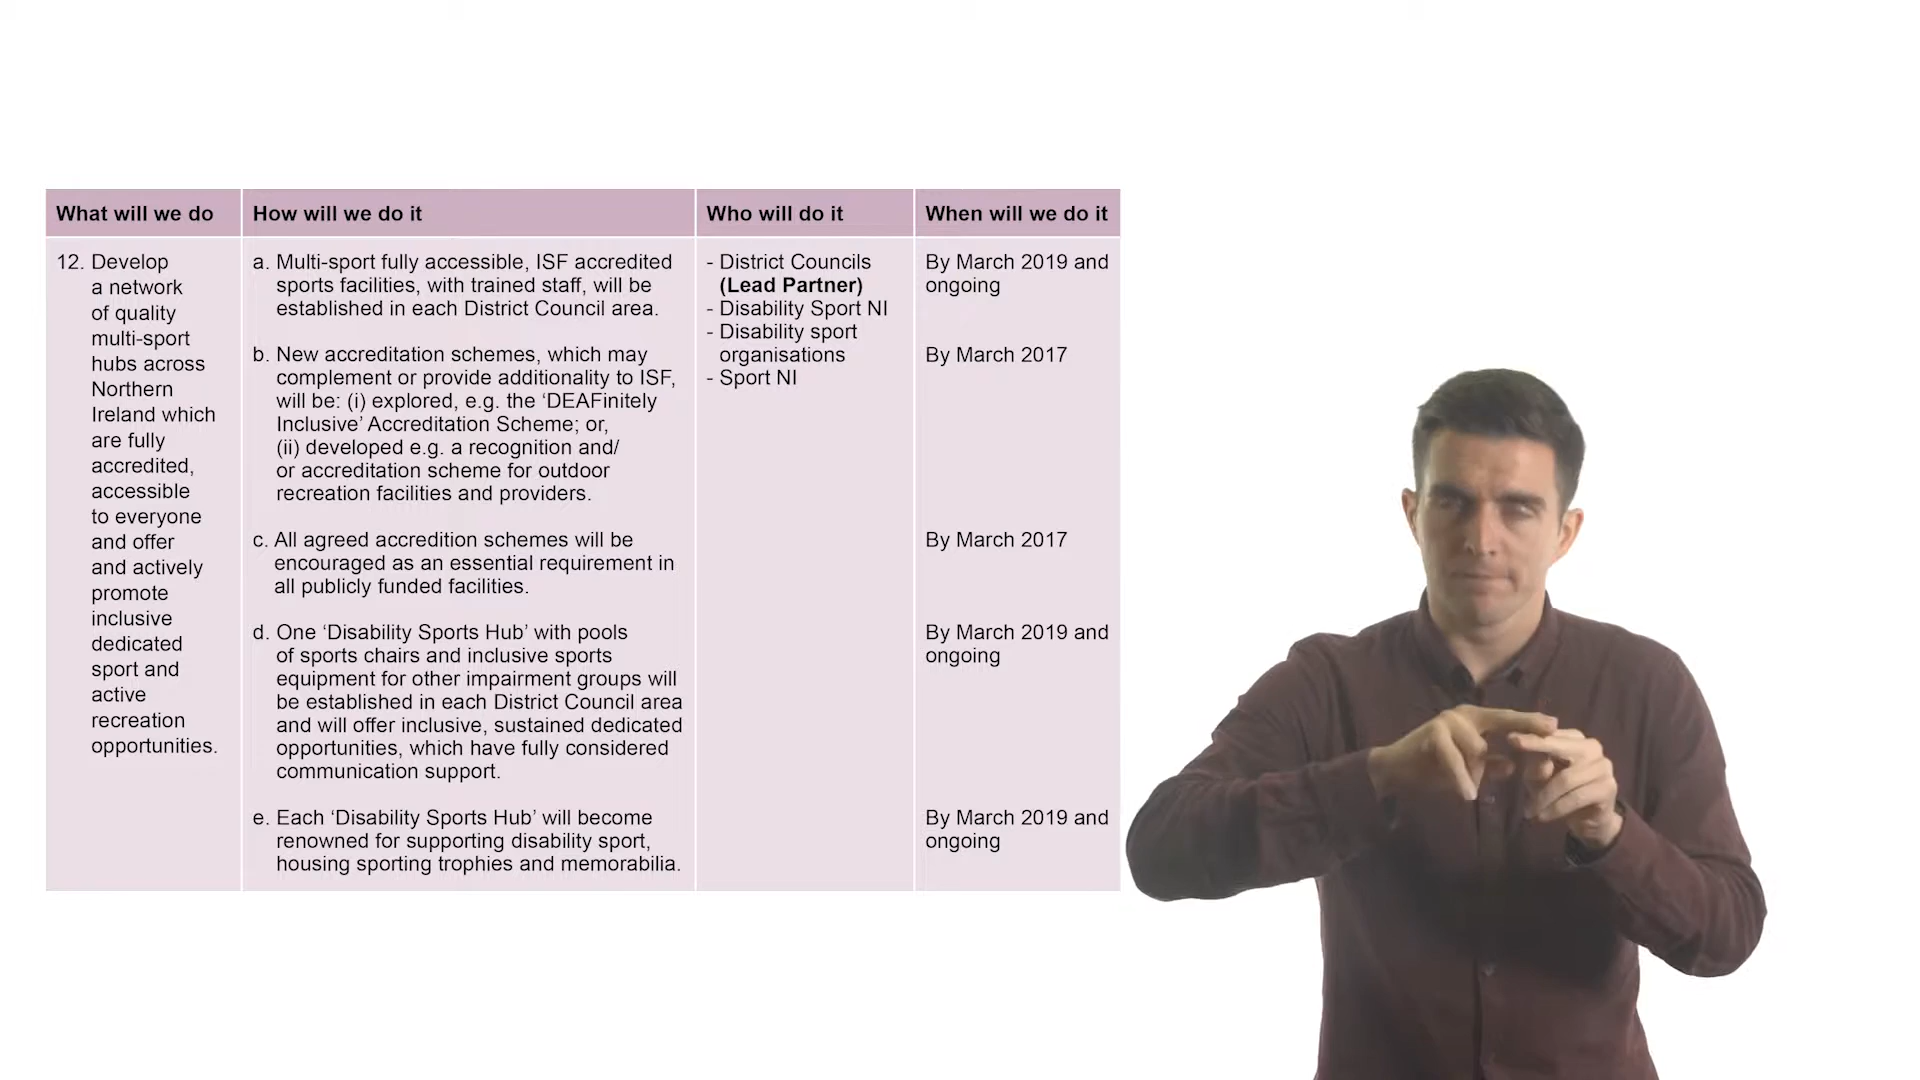 What will we do
How will we do it
Who will do it
When will we do it
12. Develop
a network
of quality
multi-sport
hubs across
Northern
Ireland which
are fully
accredited,
accessible
to everyone
and offer
and actively
promote
inclusive
dedicated
sport and
active
recreation
opportunities.
a. Multi-sport fully accessible, ISF accredited
sports facilities, with trained staff, will be
established in each District Council area.
b. New accreditation schemes, which may
complement or provide additionality to ISF,
will be: (i) explored, e.g. the ‘DEAFinitely
Inclusive’ Accreditation Scheme; or,
(ii) developed e.g. a recognition and/
or accreditation scheme for outdoor
recreation facilities and providers.
c. All agreed accredition schemes will be
encouraged as an essential requirement in
all publicly funded facilities.
d. One ‘Disability Sports Hub’ with pools
of sports chairs and inclusive sports
equipment for other impairment groups will
be established in each District Council area
and will offer inclusive, sustained dedicated
opportunities, which have fully considered
communication support.
e. Each ‘Disability Sports Hub’ will become
renowned for supporting disability sport,
housing sporting trophies and memorabilia.
- District Councils
(Lead Partner)
- Disability Sport NI
- Disability sport
organisations
- Sport NI
By March 2019 and
ongoing
By March 2017
By March 2017
By March 2019 and
ongoing
By March 2019 and
ongoing